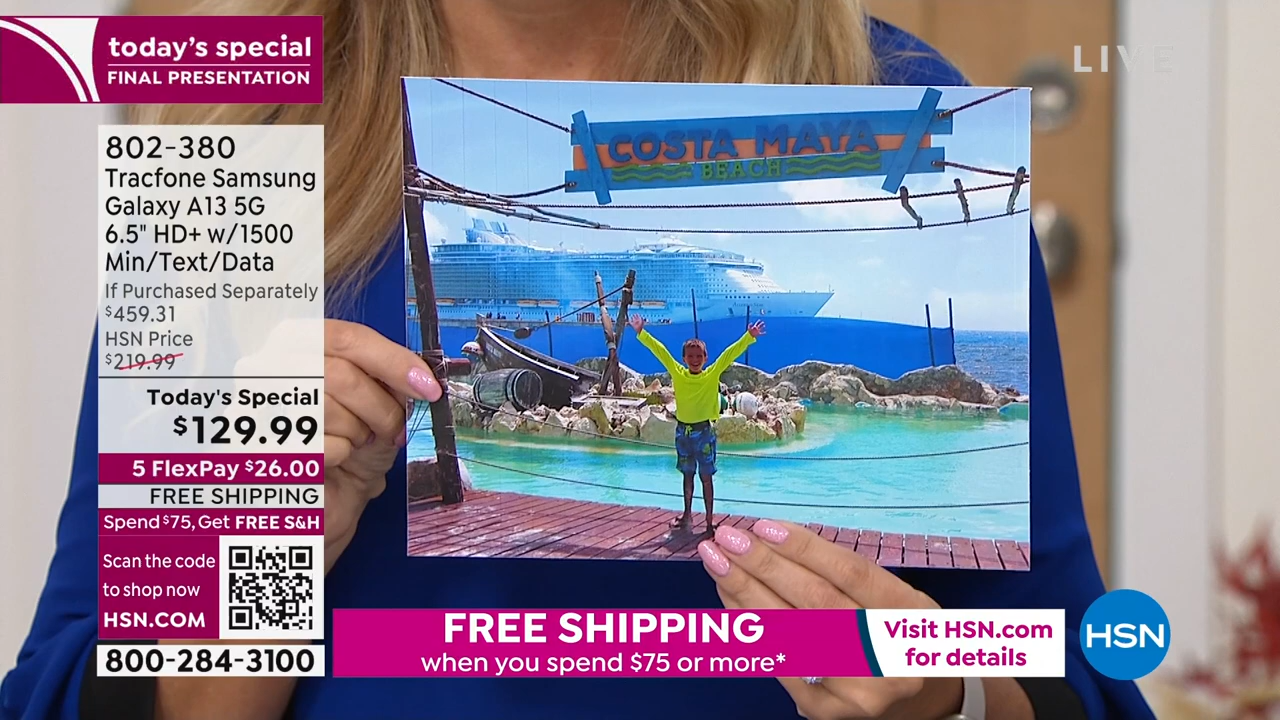 today's special
FINAL PRESENTATION
802-380
Tracfone Samsung
Galaxy A13 5G
6.5" HD+ w/1500
Min/Text/Data
If Purchased Separately
$459.31
HSN Price
$219.99
Today's Special
$129.99
5 FlexPay $26.00
FREE SHIPPING
Spend $75, Get FREE S&H
Scan the code
to shop now
HSN.COM
800-284-3100
LIVE
COSTA MAYA
BEACH
FREE SHIPPING
when you spend $75 or more*
Visit HSN.com
for details
HSN